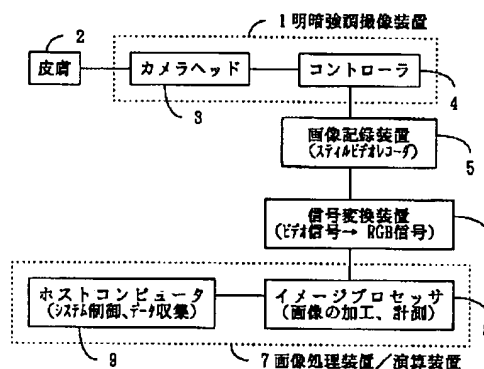 1 明暗強調撮像装置
2
皮膚
カメラヘッド
コントローラ
3
4
画像記録装置
(スティルビデオレコーダ)
5
信号変換装置
(ビデオ信号→ RGB信号)
ホストコンピュータ
(システム制御、データ収集)
イメージプロセッサ
(画像の加工、計測)
9
7 画像処理装置/演算装置